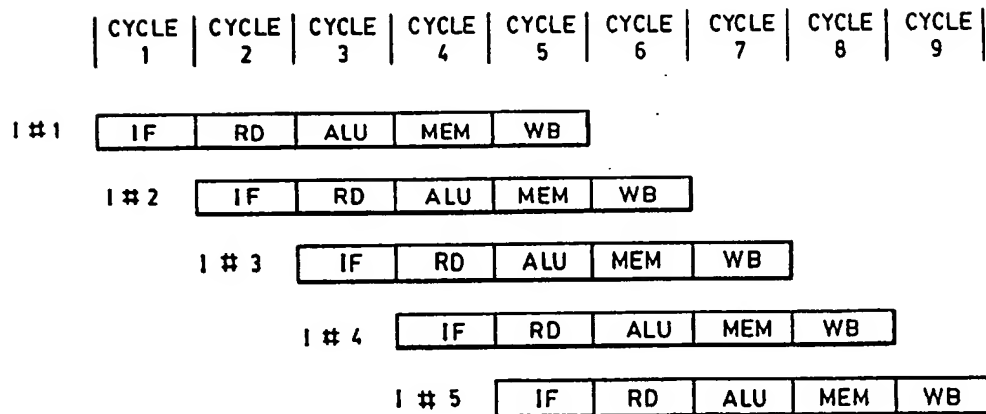 CYCLE CYCLE CYCLE CYCLE CYCLE CYCLE CYCLE CYCLE CYCLE
1 2 3 4 5 6 7 8 9
I # 1 IF RD ALU MEM WB
I # 2 IF RD ALU MEM WB
I # 3 IF RD ALU MEM WB
I # 4 IF RD ALU MEM WB
I # 5 IF RD ALU MEM WB